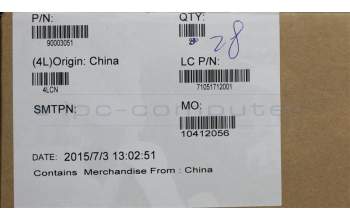 P/N:
QTY:
90003051
28
(4L)Origin: China
LC P/N:
4LCN
71051712001
SMTPN:
MO:
10412056
DATE: 2015/7/3 13:02:51
Contains Merchandise From : China